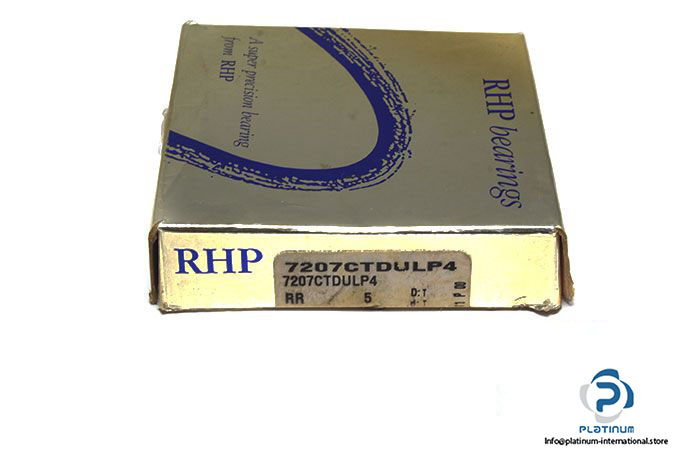 A super precision bearing
from RHP
RHP bearings
RHP
7207CTDULP4
7207CTDULP4
RR 5 D:T
PLATINUM
info@platinum-international.store